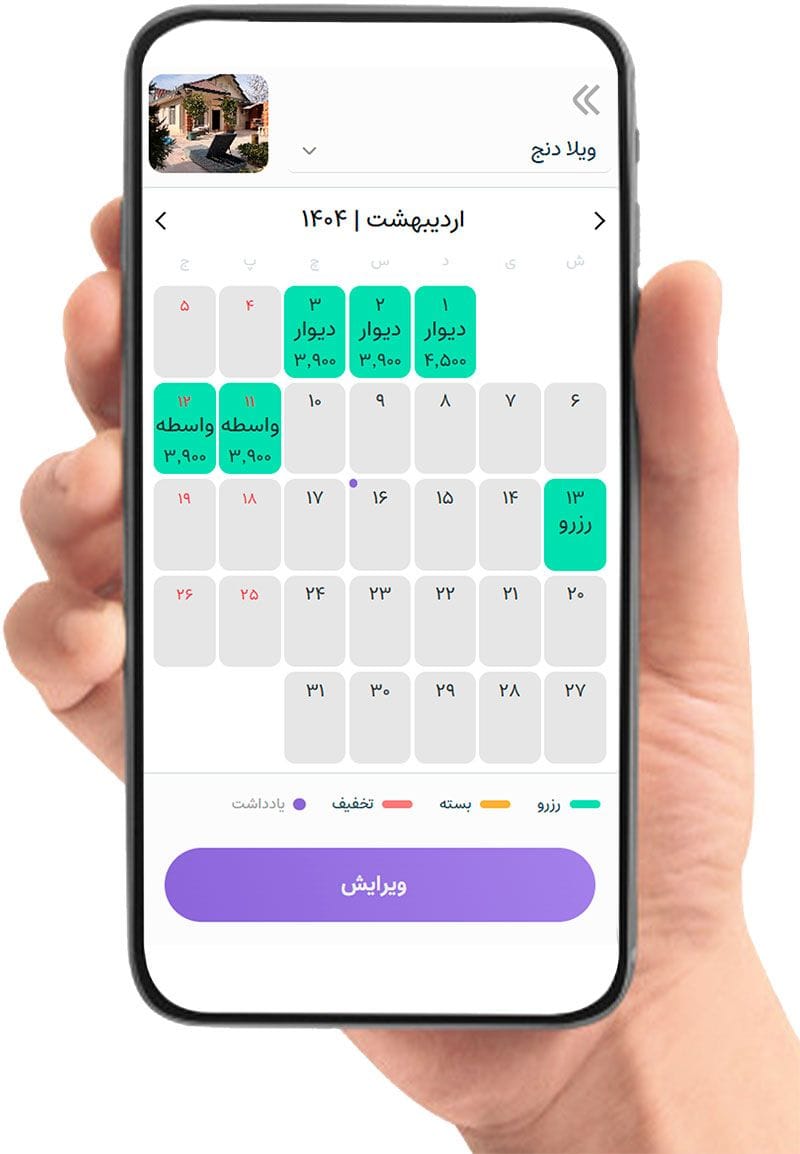 ویلا دنج
اردیبهشت | ۱۴۰۴
ش ی د س چ پ ج
۱ ۲ ۳ ۴ ۵
دیوار دیوار دیوار
۴,۵۰۰ ۳,۹۰۰ ۳,۹۰۰
۶ ۷ ۸ ۹ ۱۰ ۱۱ ۱۲
واسطه واسطه
۳,۹۰۰ ۳,۹۰۰
۱۳ ۱۴ ۱۵ ۱۶ ۱۷ ۱۸ ۱۹
رزرو
۲۰ ۲۱ ۲۲ ۲۳ ۲۴ ۲۵ ۲۶
۲۷ ۲۸ ۲۹ ۳۰ ۳۱
رزرو بسته تخفیف یادداشت
ویرایش